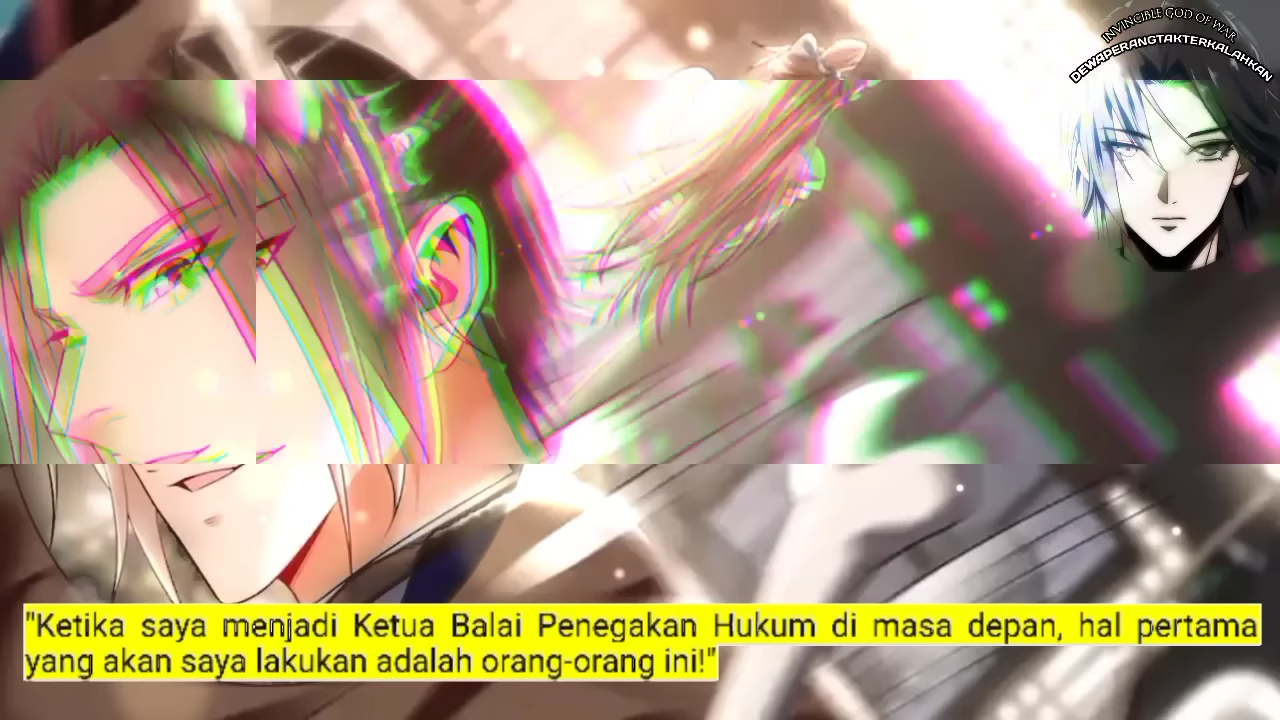 INVINCIBLE GOD OF WAR
DEWAPERANGTAKTERKALAHKAN
"Ketika saya menjadi Ketua Balai Penegakan Hukum di masa depan, hal pertama
yang akan saya lakukan adalah orang-orang ini!"